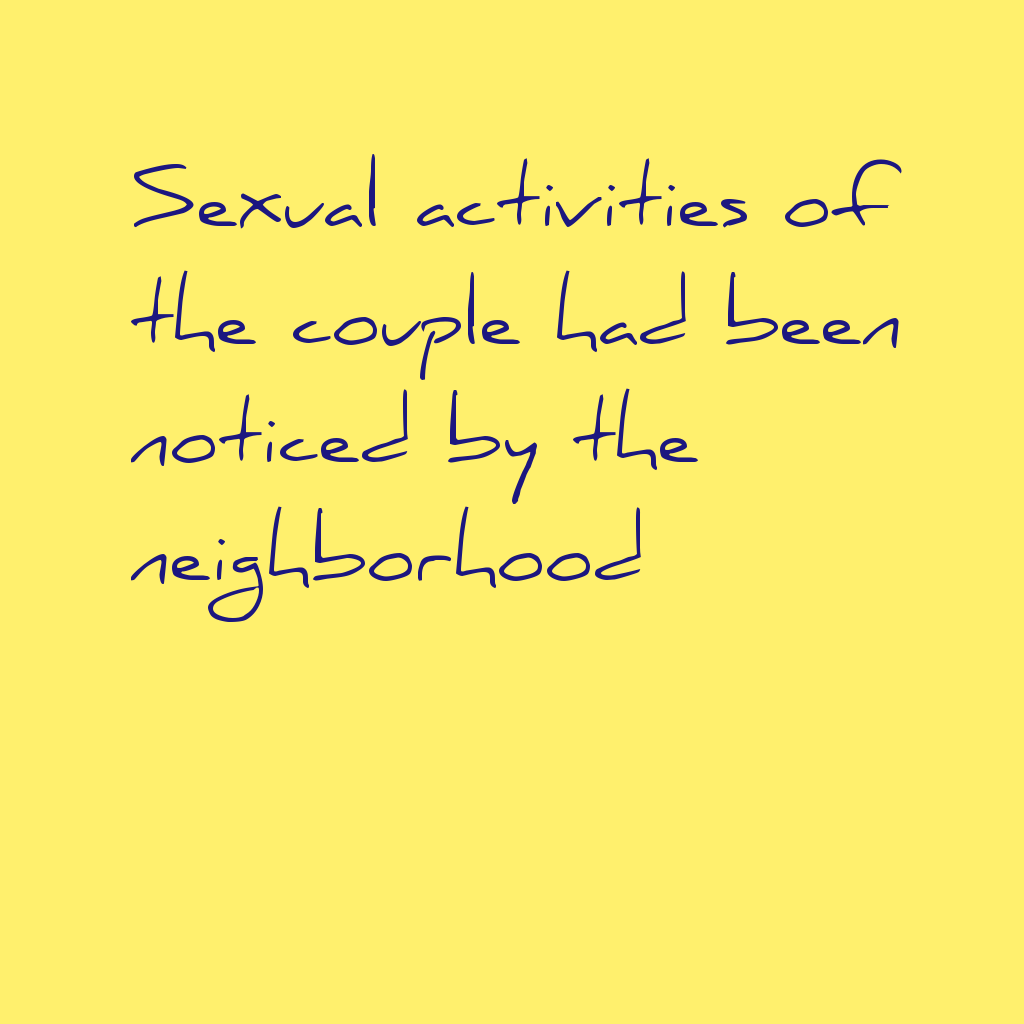 Sexual activities of
the couple had been
noticed by the
neighborhood